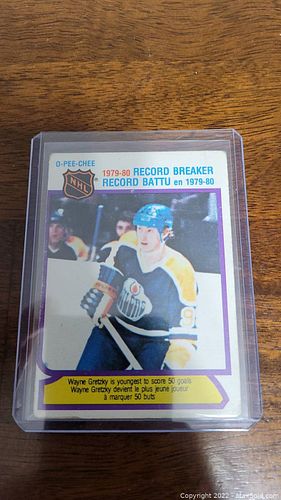 O-PEE-CHEE
1979-80 RECORD BREAKER
NHL
RECORD BATTU en 1979-80
Wayne Gretzky is youngest to score 50 goals
Wayne Gretzky devient le plus jeune joueur
à marquer 50 buts
Copyright 2022 - MaxSold.com